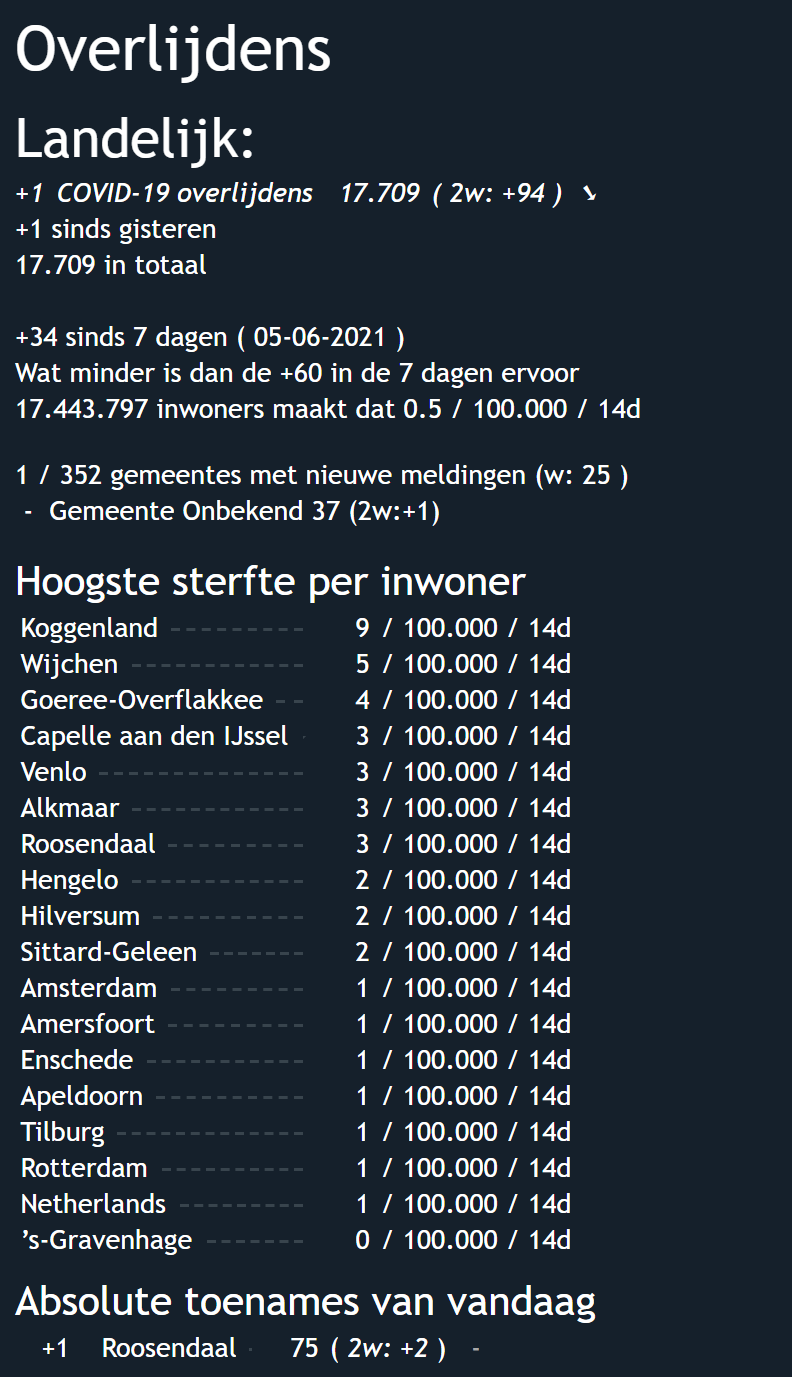 Overlijdens
Landelijk:
+1 COVID-19 overlijdens 17.709 ( 2w: +94 ) ➘
+1 sinds gisteren
17.709 in totaal
+34 sinds 7 dagen ( 05-06-2021 )
Wat minder is dan de +60 in de 7 dagen ervoor
17.443.797 inwoners maakt dat 0.5 / 100.000 / 14d
1 / 352 gemeentes met nieuwe meldingen (w: 25 )
- Gemeente Onbekend 37 (2w:+1)
Hoogste sterfte per inwoner
Koggenland 9 / 100.000 / 14d
Wijchen 5 / 100.000 / 14d
Goeree-Overflakkee 4 / 100.000 / 14d
Capelle aan den IJssel 3 / 100.000 / 14d
Venlo 3 / 100.000 / 14d
Alkmaar 3 / 100.000 / 14d
Roosendaal 3 / 100.000 / 14d
Hengelo 2 / 100.000 / 14d
Hilversum 2 / 100.000 / 14d
Sittard-Geleen 2 / 100.000 / 14d
Amsterdam 1 / 100.000 / 14d
Amersfoort 1 / 100.000 / 14d
Enschede 1 / 100.000 / 14d
Apeldoorn 1 / 100.000 / 14d
Tilburg 1 / 100.000 / 14d
Rotterdam 1 / 100.000 / 14d
Netherlands 1 / 100.000 / 14d
’s-Gravenhage 0 / 100.000 / 14d
Absolute toenames van vandaag
+1 Roosendaal 75 ( 2w: +2 ) -